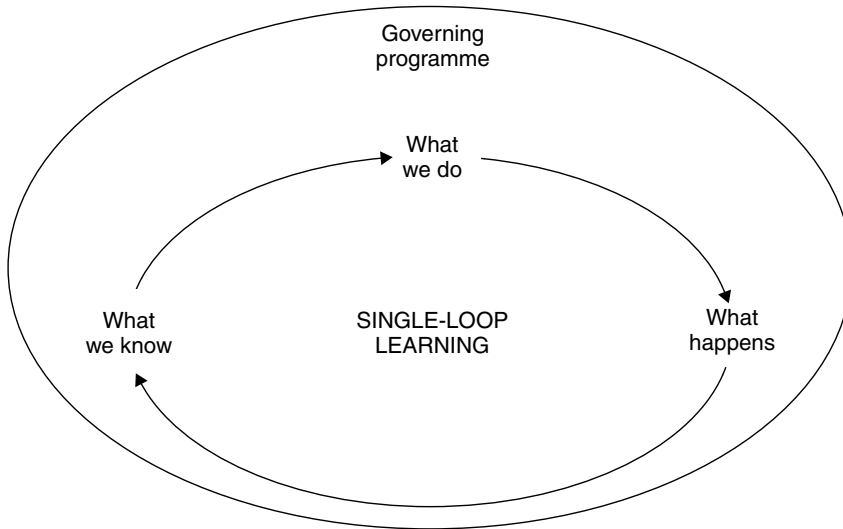 Governing
programme
What
we do
What
we know
SINGLE-LOOP
LEARNING
What
happens